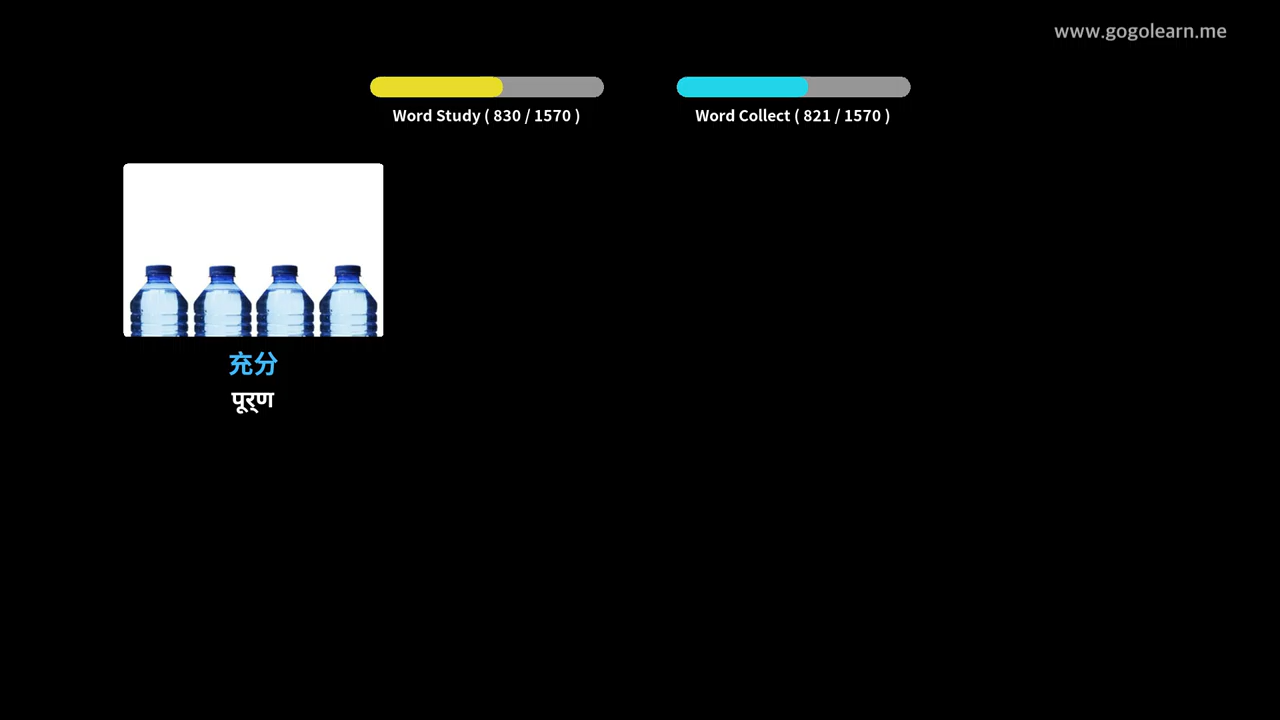 www.gogolearn.me
Word Study ( 830 / 1570 )
Word Collect ( 821 / 1570 )
充分
पूर्ण